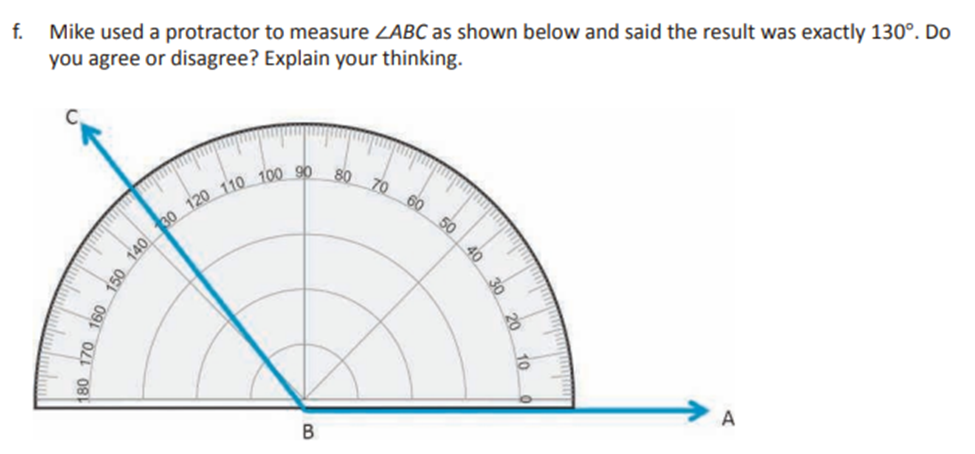 f. Mike used a protractor to measure ∠ABC as shown below and said the result was exactly 130°. Do
you agree or disagree? Explain your thinking.
C
180 170 160 150 140 130 120 110 100 90 80 70 60 50 40 30 20 10 0
A
B